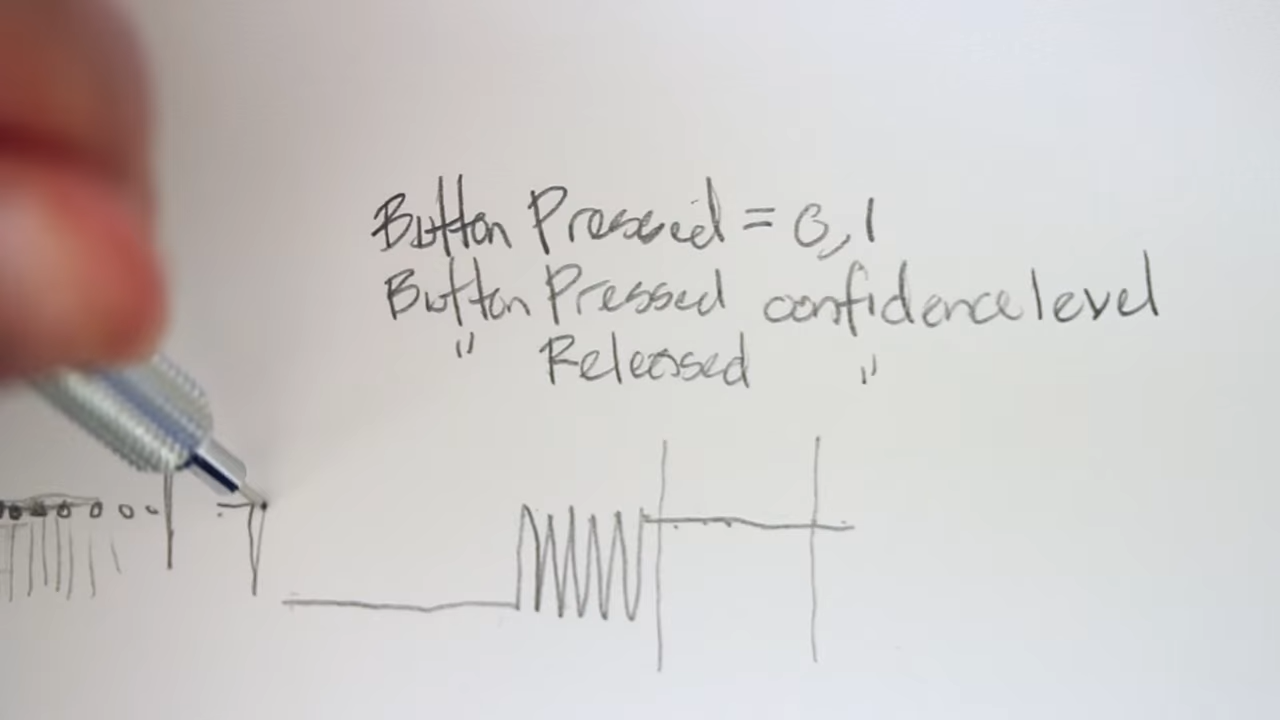 Button Pressed = 0,1
Button Pressed confidence level
" Released "